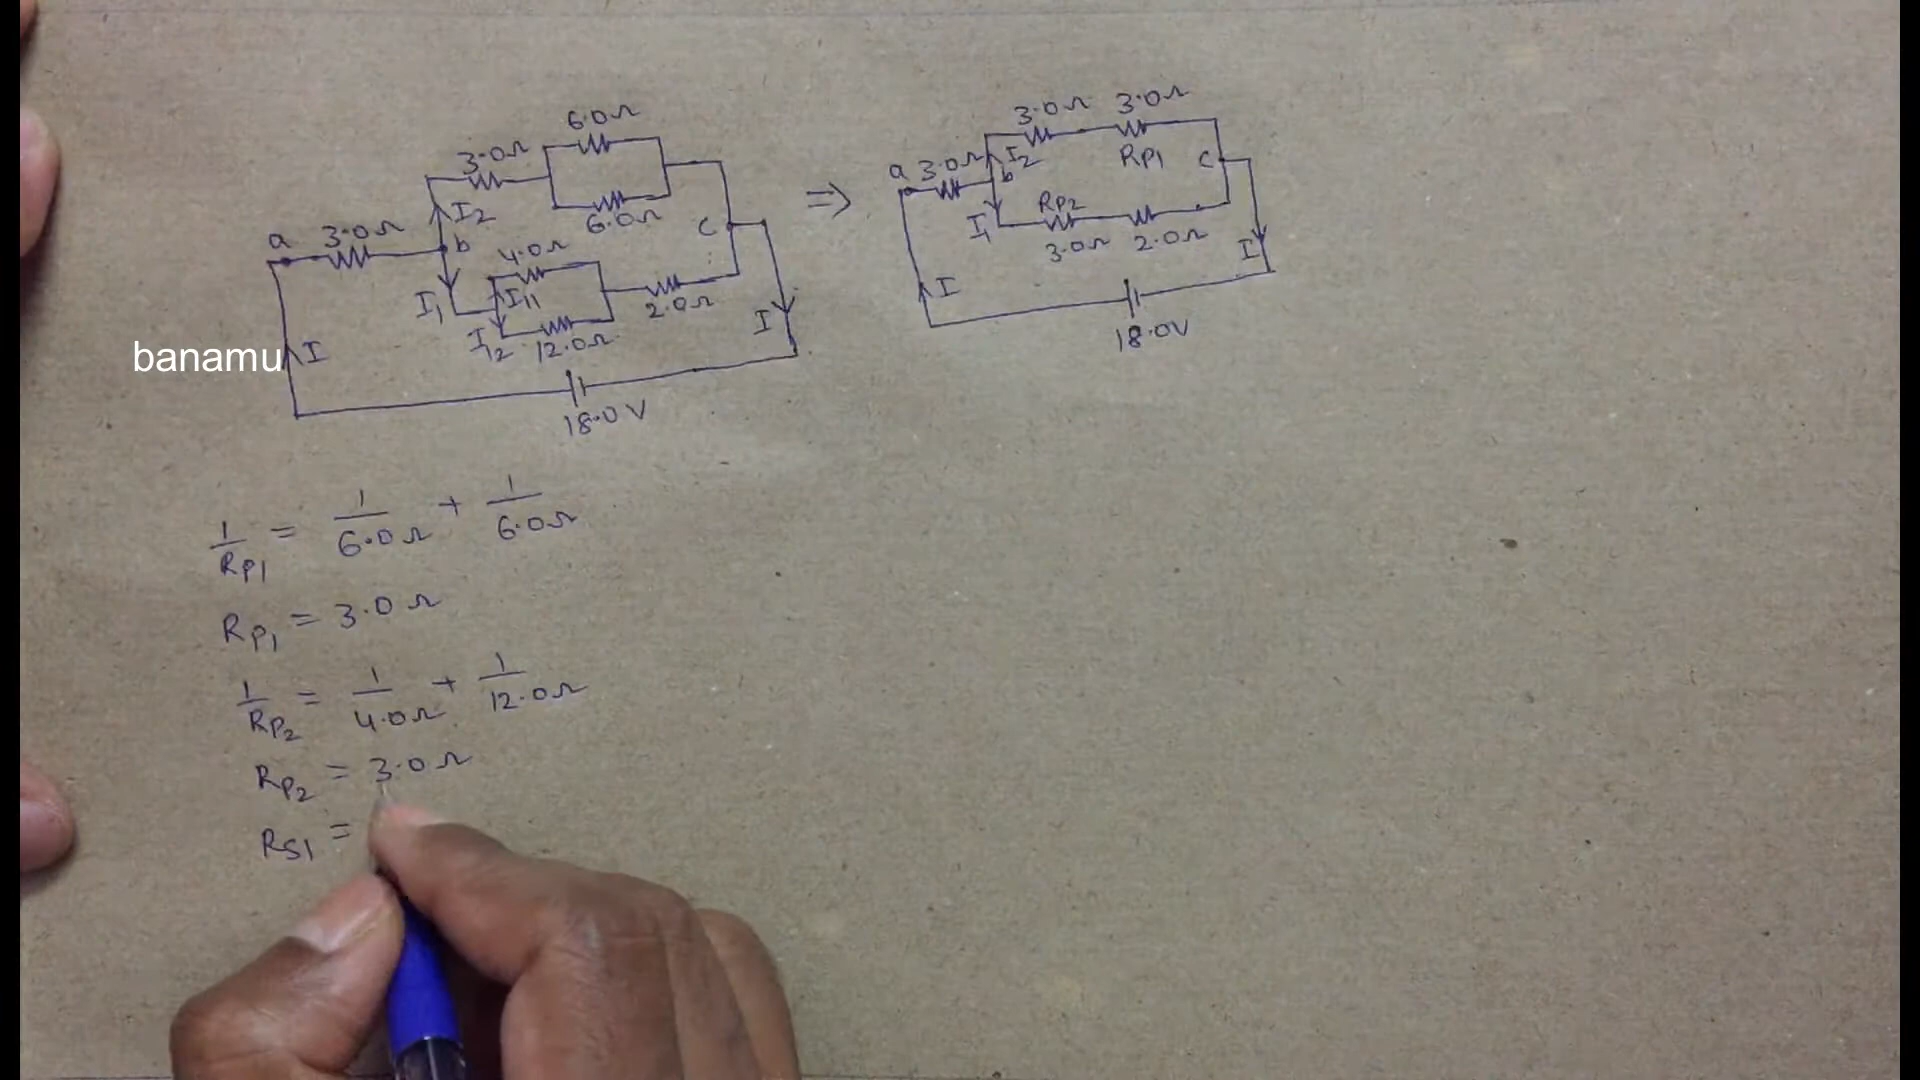 6.0Ω
3.0Ω
6.0Ω
I2
a
3.0Ω
b
C
4.0Ω
I1
I11
2.0Ω
I12
12.0Ω
I
I
18.0V
banamu
⇒
3.0Ω 3.0Ω
a 3.0Ω
I2
b
RP1
C
I1
RP2
3.0Ω 2.0Ω
I
I
18.0V
1/RP1 = 1/6.0Ω + 1/6.0Ω
RP1 = 3.0Ω
1/RP2 = 1/4.0Ω + 1/12.0Ω
RP2 = 3.0Ω
RS1 =